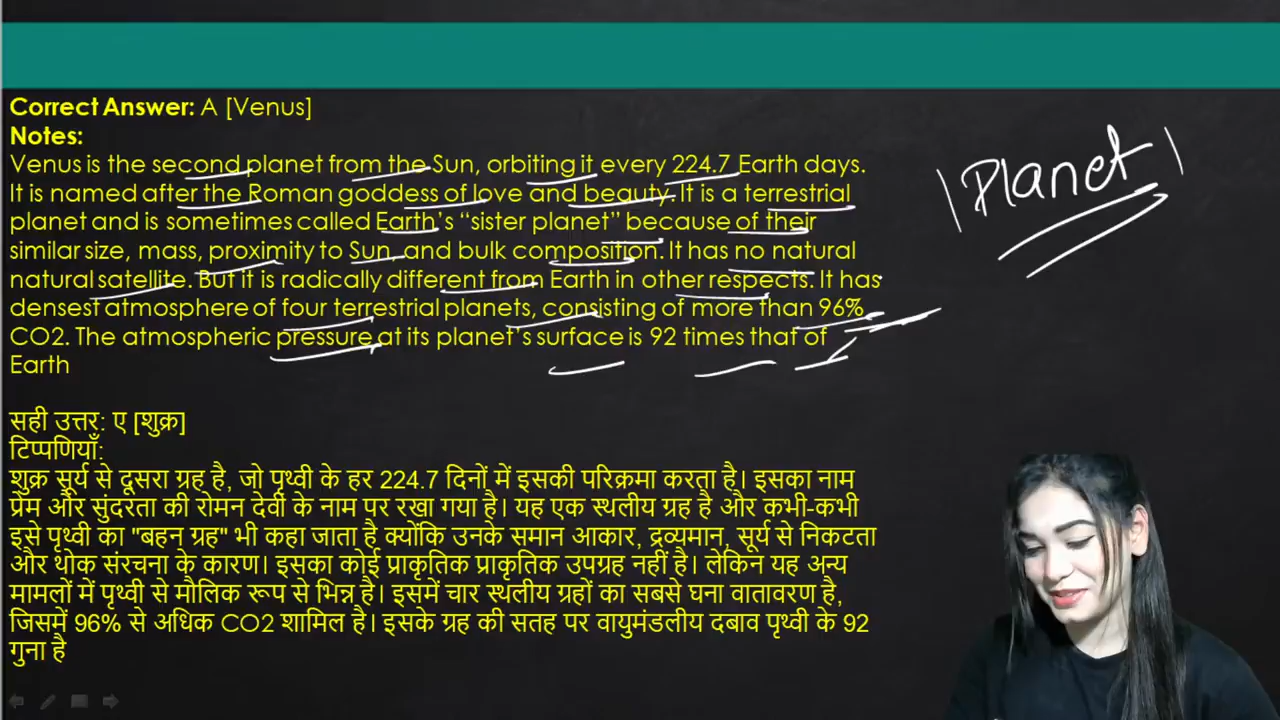 Correct Answer: A [Venus]
Notes:
Venus is the second planet from the Sun, orbiting it every 224.7 Earth days.
It is named after the Roman goddess of love and beauty. It is a terrestrial
planet and is sometimes called Earth's “sister planet” because of their
similar size, mass, proximity to Sun, and bulk composition. It has no natural
natural satellite. But it is radically different from Earth in other respects. It has
densest atmosphere of four terrestrial planets, consisting of more than 96%
CO2. The atmospheric pressure at its planet's surface is 92 times that of
Earth
सही उत्तर: ए [शुक्र]
टिप्पणियाँ:
शुक्र सूर्य से दूसरा ग्रह है, जो पृथ्वी के हर 224.7 दिनों में इसकी परिक्रमा करता है। इसका नाम
प्रेम और सुंदरता की रोमन देवी के नाम पर रखा गया है। यह एक स्थलीय ग्रह है और कभी-कभी
इसे पृथ्वी का "बहन ग्रह" भी कहा जाता है क्योंकि उनके समान आकार, द्रव्यमान, सूर्य से निकटता
और थोक संरचना के कारण। इसका कोई प्राकृतिक प्राकृतिक उपग्रह नहीं है। लेकिन यह अन्य
मामलों में पृथ्वी से मौलिक रूप से भिन्न है। इसमें चार स्थलीय ग्रहों का सबसे घना वातावरण है,
जिसमें 96% से अधिक CO2 शामिल है। इसके ग्रह की सतह पर वायुमंडलीय दबाव पृथ्वी के 92
गुना है
Planet